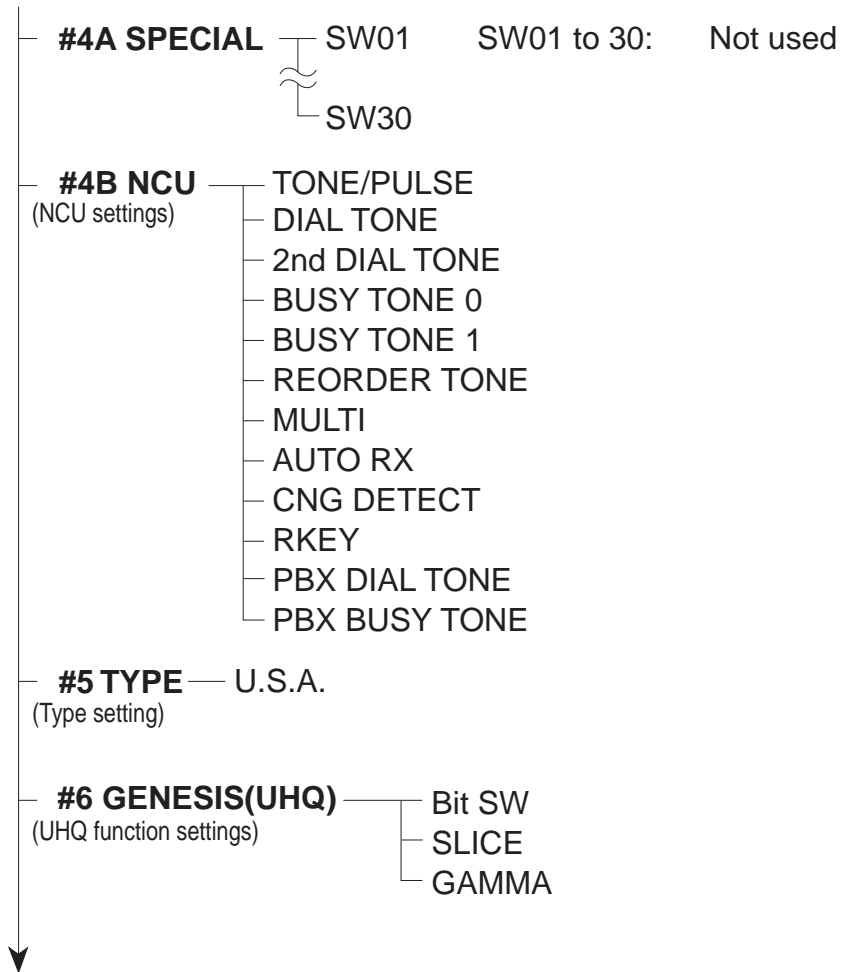 #4A SPECIAL SW01 SW01 to 30: Not used
SW30
#4B NCU TONE/PULSE
(NCU settings)
DIAL TONE
2nd DIAL TONE
BUSY TONE 0
BUSY TONE 1
REORDER TONE
MULTI
AUTO RX
CNG DETECT
RKEY
PBX DIAL TONE
PBX BUSY TONE
#5 TYPE U.S.A.
(Type setting)
#6 GENESIS(UHQ) Bit SW
(UHQ function settings)
SLICE
GAMMA